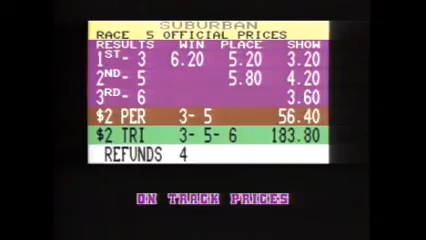 SUBURBAN
RACE 5 OFFICIAL PRICES
RESULTS WIN PLACE SHOW
1ST- 3 6.20 5.20 3.20
2ND- 5 5.80 4.20
3RD- 6 3.60
$2 PER 3- 5 56.40
$2 TRI 3- 5- 6 183.80
REFUNDS 4
ON TRACK PRICES